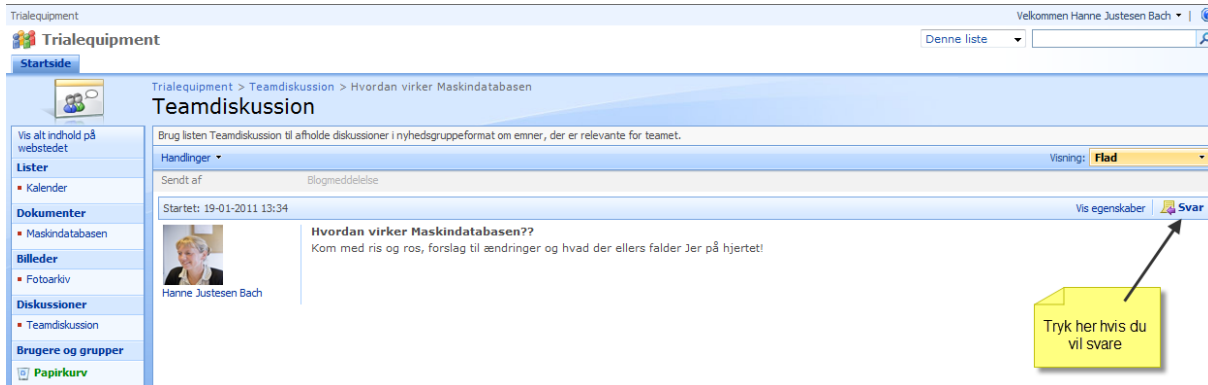 Trialequipment
Velkommen Hanne Justesen Bach
Trialequipment
Denne liste
Startside
Trialequipment > Teamdiskussion > Hvordan virker Maskindatabasen
Teamdiskussion
Vis alt indhold på
webstedet
Lister
Kalender
Dokumenter
Maskindatabasen
Billeder
Fotoarkiv
Diskussioner
Teamdiskussion
Brugere og grupper
Papirkurv
Brug listen Teamdiskussion til afholde diskussioner i nyhedsgruppeformat om emner, der er relevante for teamet.
Handlinger
Visning: Flad
Sendt af
Blogmeddelelse
Startet: 19-01-2011 13:34
Vis egenskaber
Svar
Hvordan virker Maskindatabasen??
Kom med ris og ros, forslag til ændringer og hvad der ellers falder Jer på hjertet!
Hanne Justesen Bach
Tryk her hvis du
vil svare